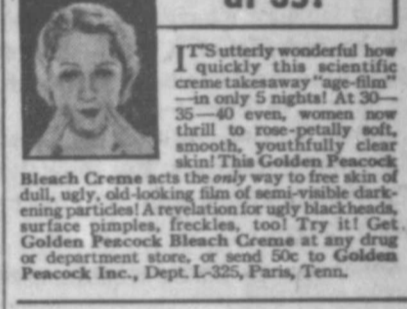 IT'S utterly wonderful how
quickly this scientific
creme takes away "age-film"
—in only 5 nights! At 30—
35—40 even, women now
thrill to rose-petally soft,
smooth, youthfully clear
skin! This Golden Peacock
Bleach Creme acts the only way to free skin of
dull, ugly, old-looking film of semi-visible dark-
ening particles! A revelation for ugly blackheads,
surface pimples, freckles, too! Try it! Get
Golden Peacock Bleach Creme at any drug
or department store, or send 50c to Golden
Peacock Inc., Dept. L-325, Paris, Tenn.